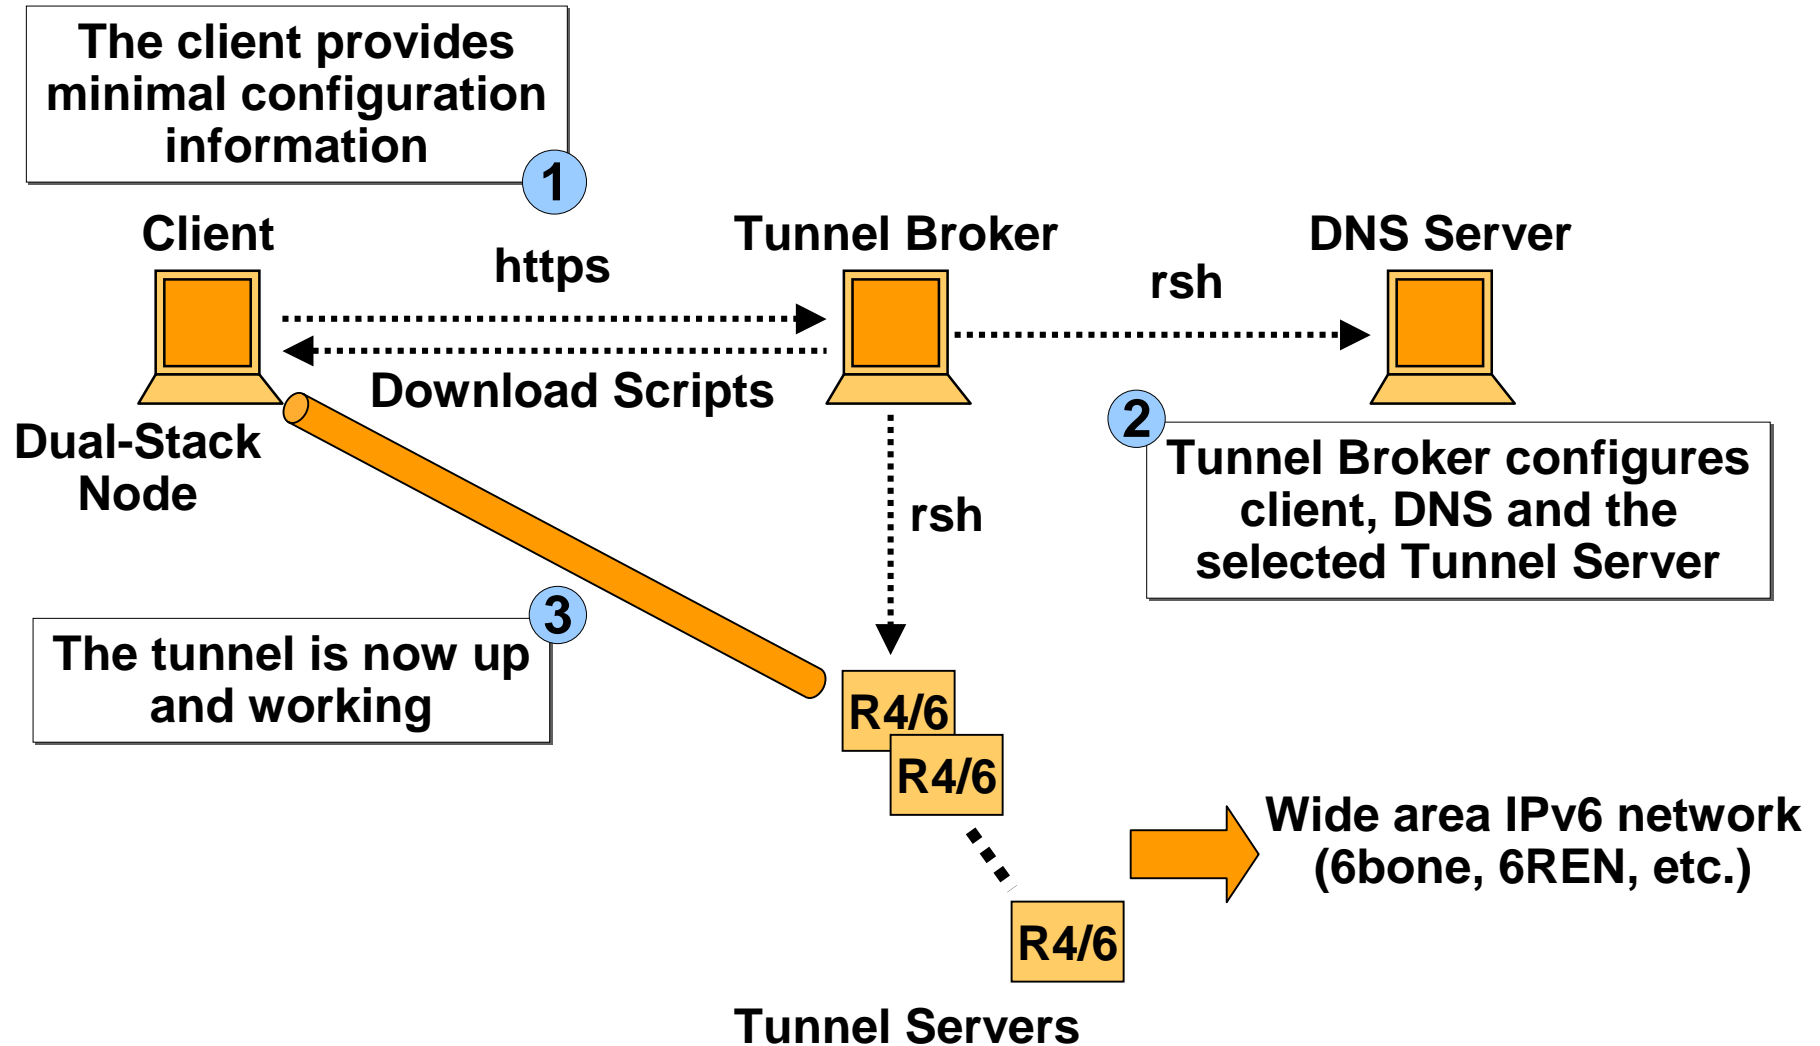 The client provides
minimal configuration
information
1
Client
https
Tunnel Broker
rsh
DNS Server
Download Scripts
Dual-Stack
Node
2
Tunnel Broker configures
client, DNS and the
selected Tunnel Server
rsh
3
The tunnel is now up
and working
R4/6
R4/6
Wide area IPv6 network
(6bone, 6REN, etc.)
R4/6
Tunnel Servers